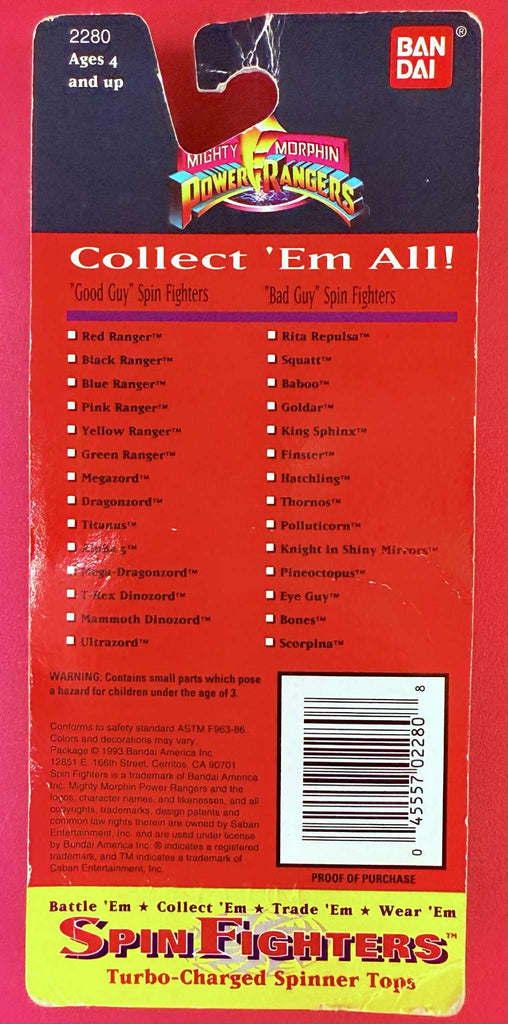 2280
Ages 4
and up
BAN
DAI
®
MIGHTY MORPHIN
POWER RANGERS
Collect 'Em All!
"Good Guy" Spin Fighters
Red Ranger™
Black Ranger™
Blue Ranger™
Pink Ranger™
Yellow Ranger™
Green Ranger™
Megazord™
Dragonzord™
Titanus™
Alpha 5™
Mega-Dragonzord™
T-Rex Dinozord™
Mammoth Dinozord™
Ultrazord™
"Bad Guy" Spin Fighters
Rita Repulsa™
Squatt™
Baboo™
Goldar™
King Sphinx™
Finster™
Hatchling™
Thornos™
Polluticorn™
Knight in Shiny Mirrors™
Pineoctopus™
Eye Guy™
Bones™
Scorpina™
WARNING: Contains small parts which pose
a hazard for children under the age of 3.
Conforms to safety standard ASTM F963-86.
Colors and decorations may vary.
Package © 1993 Bandai America Inc.
12851 E. 166th Street, Cerritos, CA 90701
Spin Fighters is a trademark of Bandai America
Inc. Mighty Morphin Power Rangers and the
logos, character names, and likenesses, and all
copyrights, trademarks, design patents and
common law rights therein are owned by Saban
Entertainment, Inc. and are used under license
by Bandai America Inc. ® indicates a registered
trademark, and TM indicates a trademark of
Saban Entertainment, Inc.
0 45557 02280 8
PROOF OF PURCHASE
Battle 'Em ★ Collect 'Em ★ Trade 'Em ★ Wear 'Em
SPIN FIGHTERS™
Turbo-Charged Spinner Tops